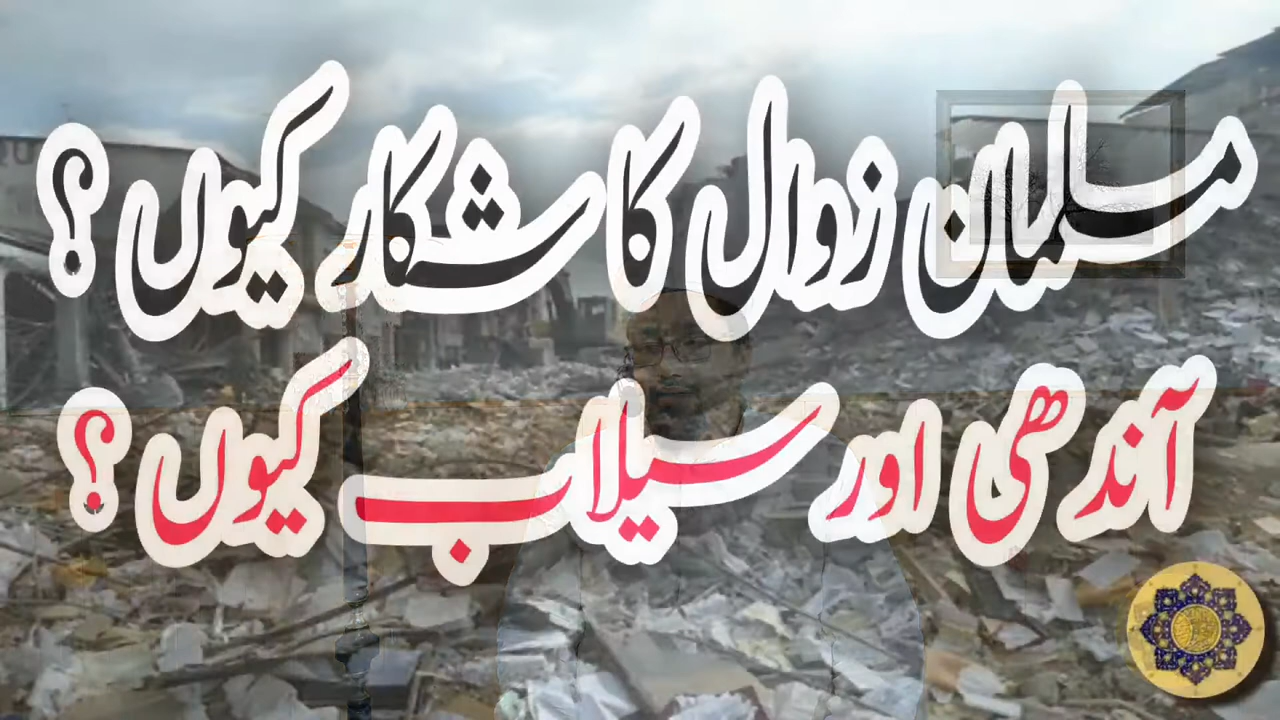 مسلمان زوال کا شکار کیوں ؟
آندھی اور سیلاب کیوں ؟